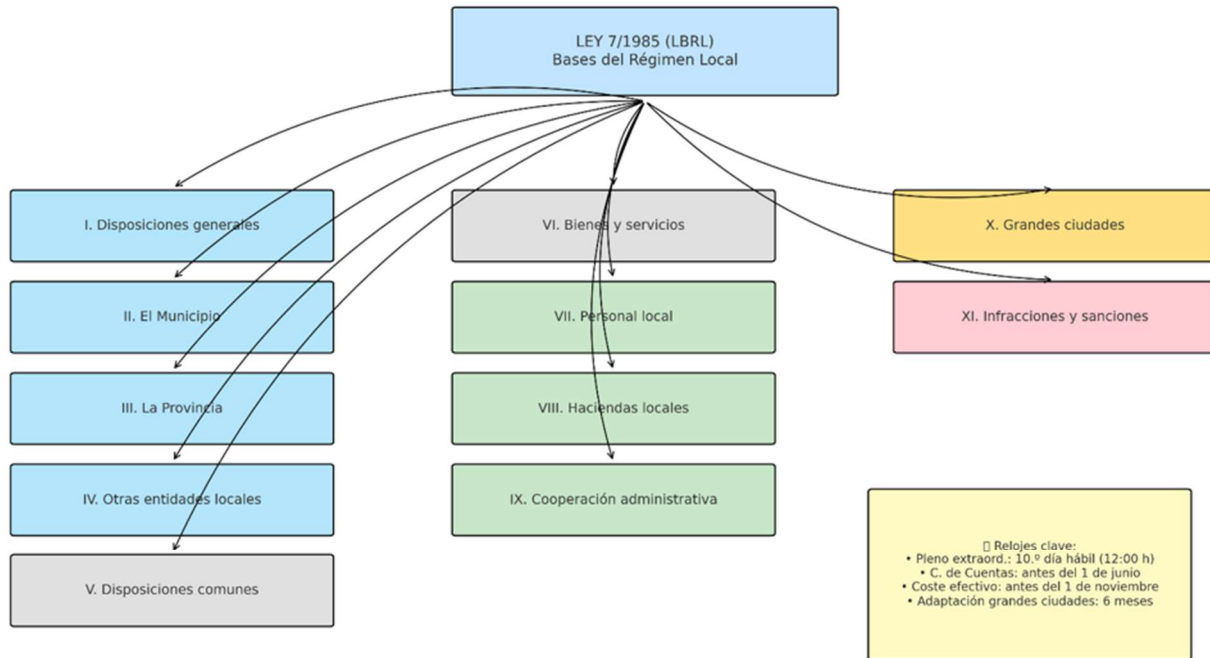 LEY 7/1985 (LBRL)
Bases del Régimen Local
I. Disposiciones generales
II. El Municipio
III. La Provincia
IV. Otras entidades locales
V. Disposiciones comunes
VI. Bienes y servicios
VII. Personal local
VIII. Haciendas locales
IX. Cooperación administrativa
X. Grandes ciudades
XI. Infracciones y sanciones
▯ Relojes clave:
• Pleno extraord.: 10.º día hábil (12:00 h)
• C. de Cuentas: antes del 1 de junio
• Coste efectivo: antes del 1 de noviembre
• Adaptación grandes ciudades: 6 meses